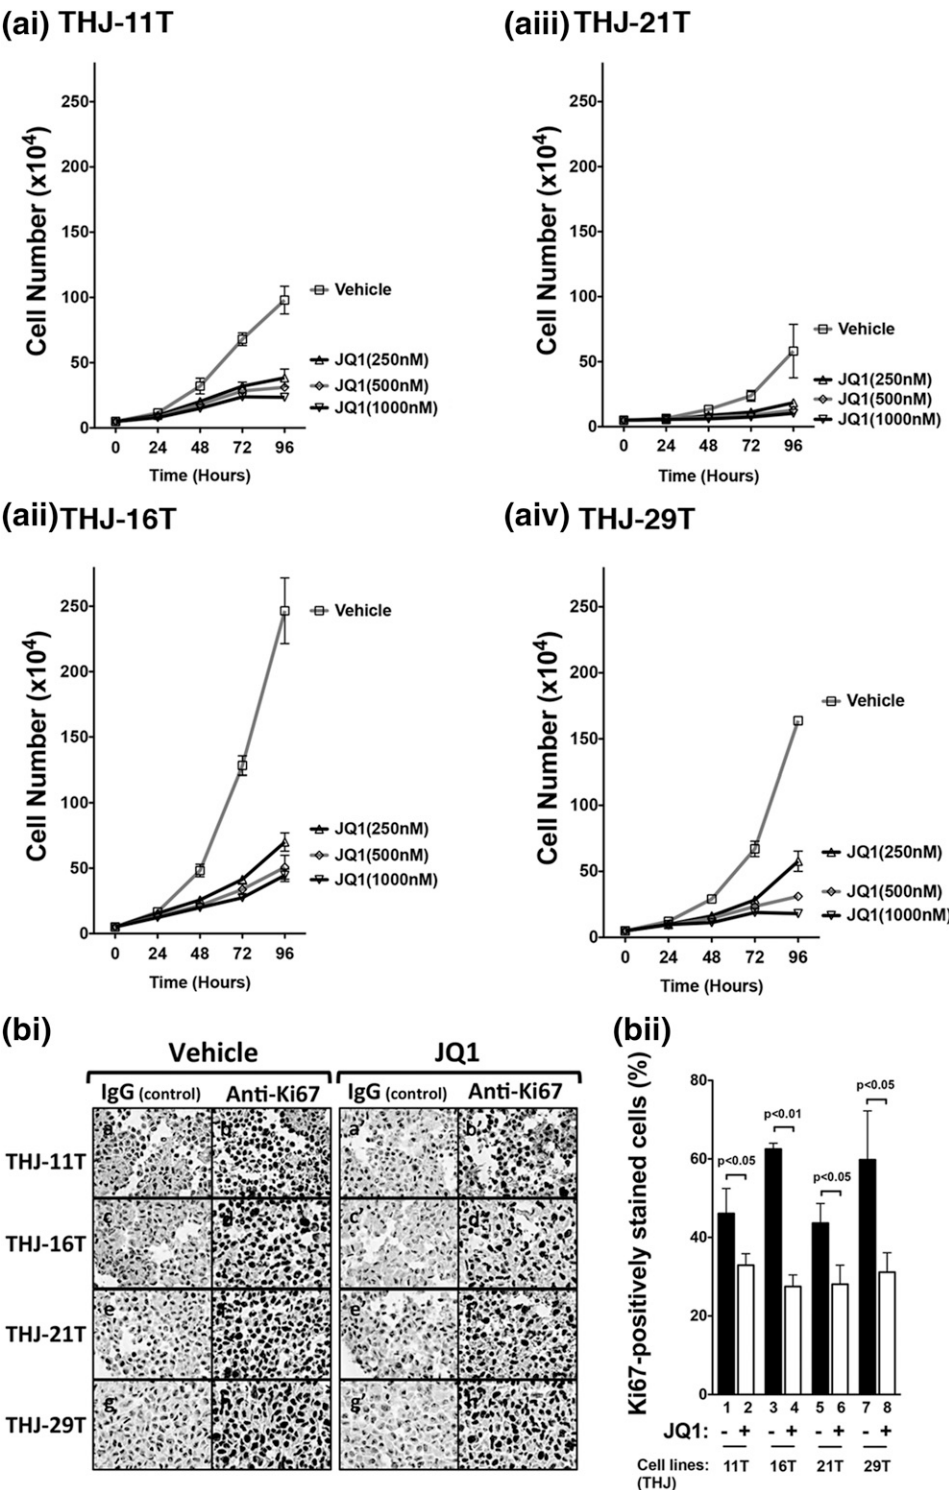 (ai) THJ-11T
Cell Number (x10⁴)
250
200
150
100
50
0
0 24 48 72 96
Time (Hours)
Vehicle
JQ1(250nM)
JQ1(500nM)
JQ1(1000nM)
(aiii) THJ-21T
Cell Number (x10⁴)
250
200
150
100
50
0
0 24 48 72 96
Time (Hours)
Vehicle
JQ1(250nM)
JQ1(500nM)
JQ1(1000nM)
(aii) THJ-16T
Cell Number (x10⁴)
250
200
150
100
50
0
0 24 48 72 96
Time (Hours)
Vehicle
JQ1(250nM)
JQ1(500nM)
JQ1(1000nM)
(aiv) THJ-29T
Cell Number (x10⁴)
250
200
150
100
50
0
0 24 48 72 96
Time (Hours)
Vehicle
JQ1(250nM)
JQ1(500nM)
JQ1(1000nM)
(bi)
Vehicle JQ1
IgG (control) Anti-Ki67 IgG (control) Anti-Ki67
THJ-11T a b a b
THJ-16T c d c d
THJ-21T e f e
THJ-29T g h g h
(bii)
Ki67-positively stained cells (%)
80
60
40
20
0
p<0.05
p<0.01
p<0.05
p<0.05
1 2 3 4 5 6 7 8
JQ1: - + - + - + - +
Cell lines: 11T 16T 21T 29T
(THJ)